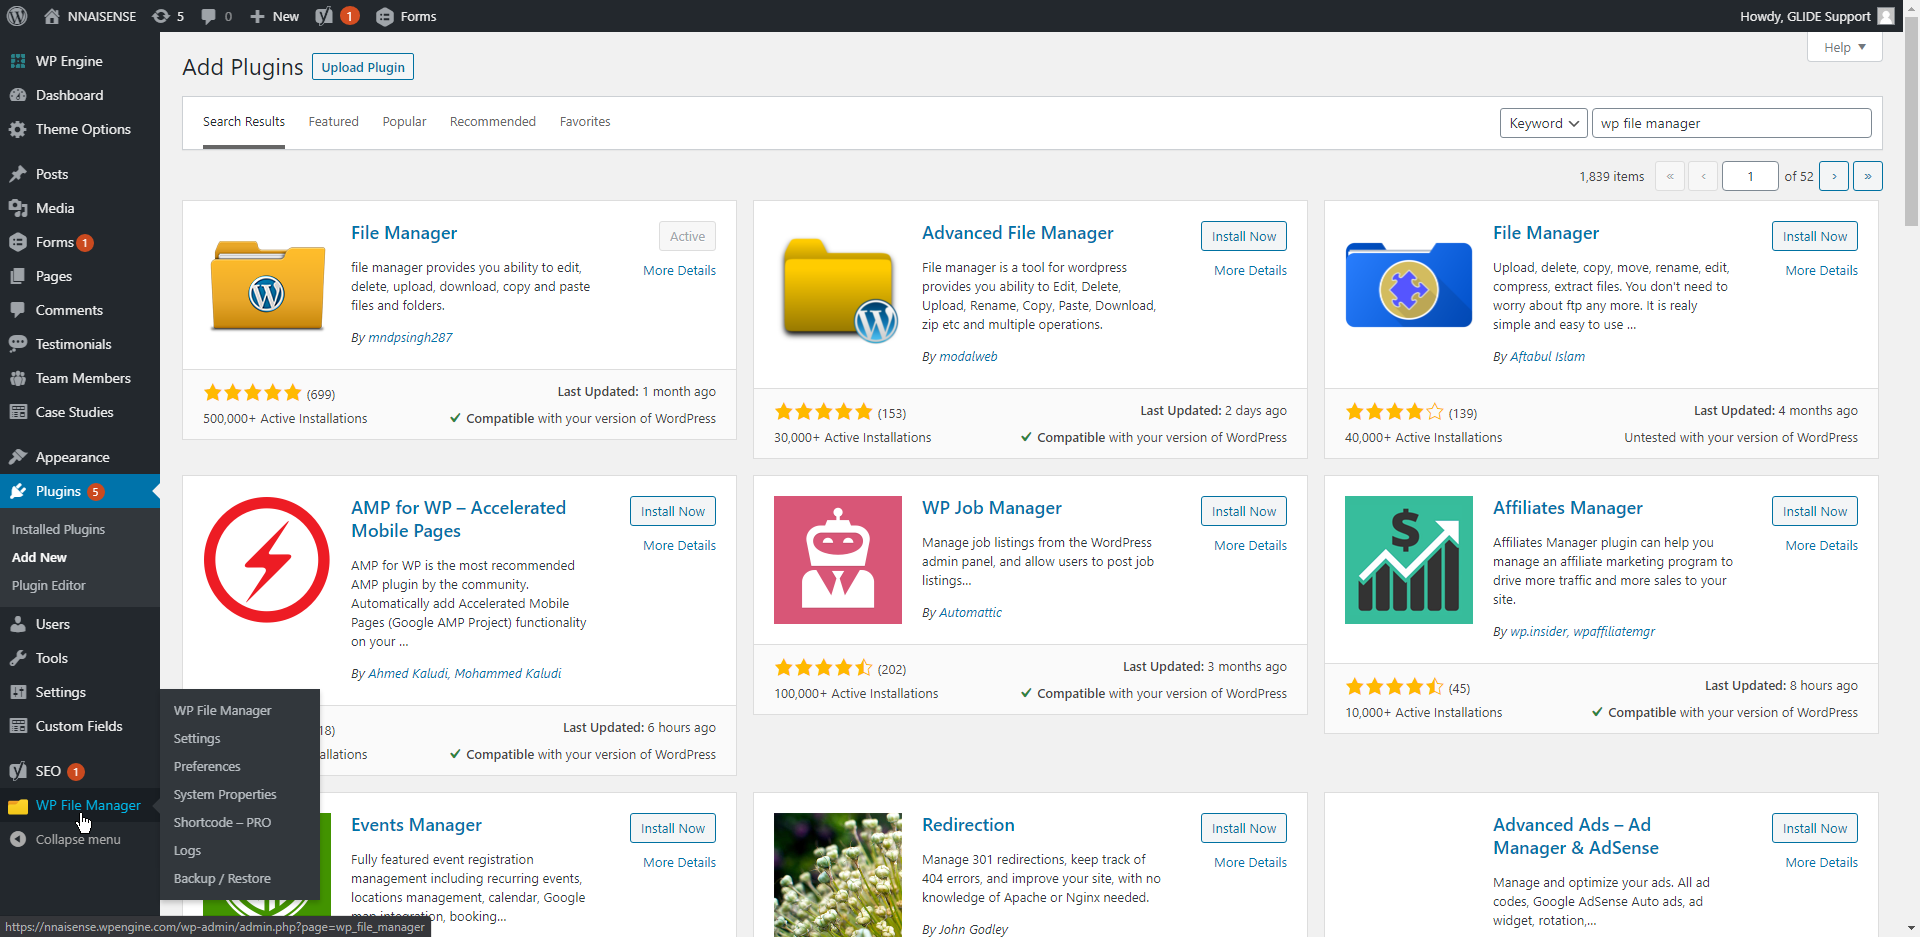 NNAISENSE
5
0
New
1
Forms
Howdy, GLIDE Support
WP Engine
Dashboard
Theme Options
Posts
Media
Forms 1
Pages
Comments
Testimonials
Team Members
Case Studies
Appearance
Plugins 5
Installed Plugins
Add New
Plugin Editor
Users
Tools
Settings
Custom Fields
SEO 1
WP File Manager
Collapse menu
WP File Manager
Settings
Preferences
System Properties
Shortcode – PRO
Logs
Backup / Restore
Help
Add Plugins
Upload Plugin
Search Results
Featured
Popular
Recommended
Favorites
Keyword
wp file manager
1,839 items
«
‹
1
of 52
›
»
File Manager
Active
More Details
file manager provides you ability to edit,
delete, upload, download, copy and paste
files and folders.
By mndpsingh287
(699)
Last Updated: 1 month ago
500,000+ Active Installations
Compatible with your version of WordPress
Advanced File Manager
Install Now
More Details
File manager is a tool for wordpress
provides you ability to Edit, Delete,
Upload, Rename, Copy, Paste, Download,
zip etc and multiple operations.
By modalweb
(153)
Last Updated: 2 days ago
30,000+ Active Installations
Compatible with your version of WordPress
File Manager
Install Now
More Details
Upload, delete, copy, move, rename, edit,
compress, extract files. You don't need to
worry about ftp any more. It is realy
simple and easy to use ...
By Aftabul Islam
(139)
Last Updated: 4 months ago
40,000+ Active Installations
Untested with your version of WordPress
AMP for WP – Accelerated
Mobile Pages
Install Now
More Details
AMP for WP is the most recommended
AMP plugin by the community.
Automatically add Accelerated Mobile
Pages (Google AMP Project) functionality
on your ...
By Ahmed Kaludi, Mohammed Kaludi
18)
Last Updated: 6 hours ago
allations
Compatible with your version of WordPress
WP Job Manager
Install Now
More Details
Manage job listings from the WordPress
admin panel, and allow users to post job
listings...
By Automattic
(202)
Last Updated: 3 months ago
100,000+ Active Installations
Compatible with your version of WordPress
Affiliates Manager
Install Now
More Details
Affiliates Manager plugin can help you
manage an affiliate marketing program to
drive more traffic and more sales to your
site.
By wp.insider, wpaffiliatemgr
(45)
Last Updated: 8 hours ago
10,000+ Active Installations
Compatible with your version of WordPress
Events Manager
Install Now
More Details
Fully featured event registration
management including recurring events,
locations management, calendar, Google
map integration, booking...
Redirection
Install Now
More Details
Manage 301 redirections, keep track of
404 errors, and improve your site, with no
knowledge of Apache or Nginx needed.
By John Godley
Advanced Ads – Ad
Manager & AdSense
Install Now
More Details
Manage and optimize your ads. All ad
codes, Google AdSense Auto ads, ad
widget, rotation,...
https://nnaisense.wpengine.com/wp-admin/admin.php?page=wp_file_manager